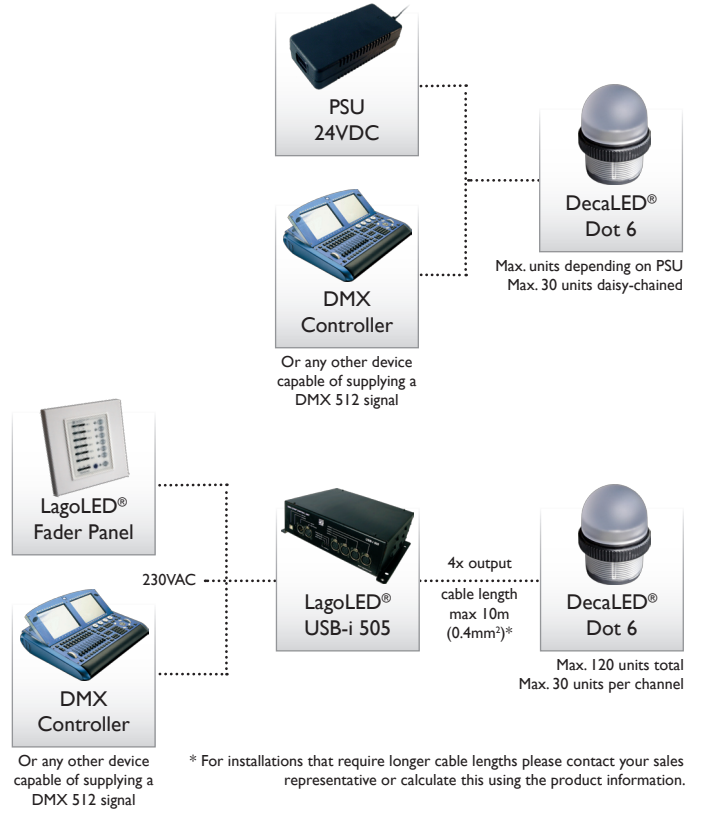 PSU
24VDC
DecaLED®
Dot 6
Max. units depending on PSU
Max. 30 units daisy-chained
DMX
Controller
Or any other device
capable of supplying a
DMX 512 signal
LagoLED®
Fader Panel
230VAC
LagoLED®
USB-i 505
4x output
cable length
max 10m
(0.4mm²)*
DecaLED®
Dot 6
Max. 120 units total
Max. 30 units per channel
DMX
Controller
Or any other device
capable of supplying a
DMX 512 signal
* For installations that require longer cable lengths please contact your sales
representative or calculate this using the product information.